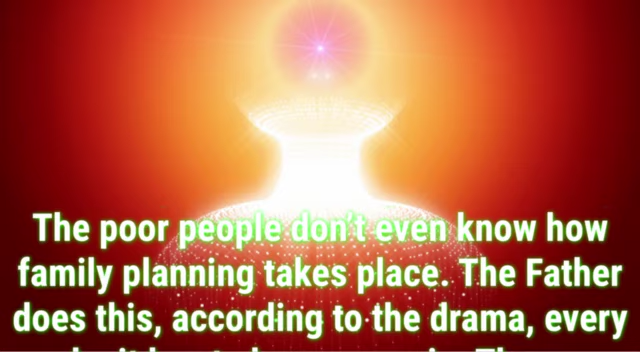 The poor people don't even know how
family planning takes place. The Father
does this, according to the drama, every